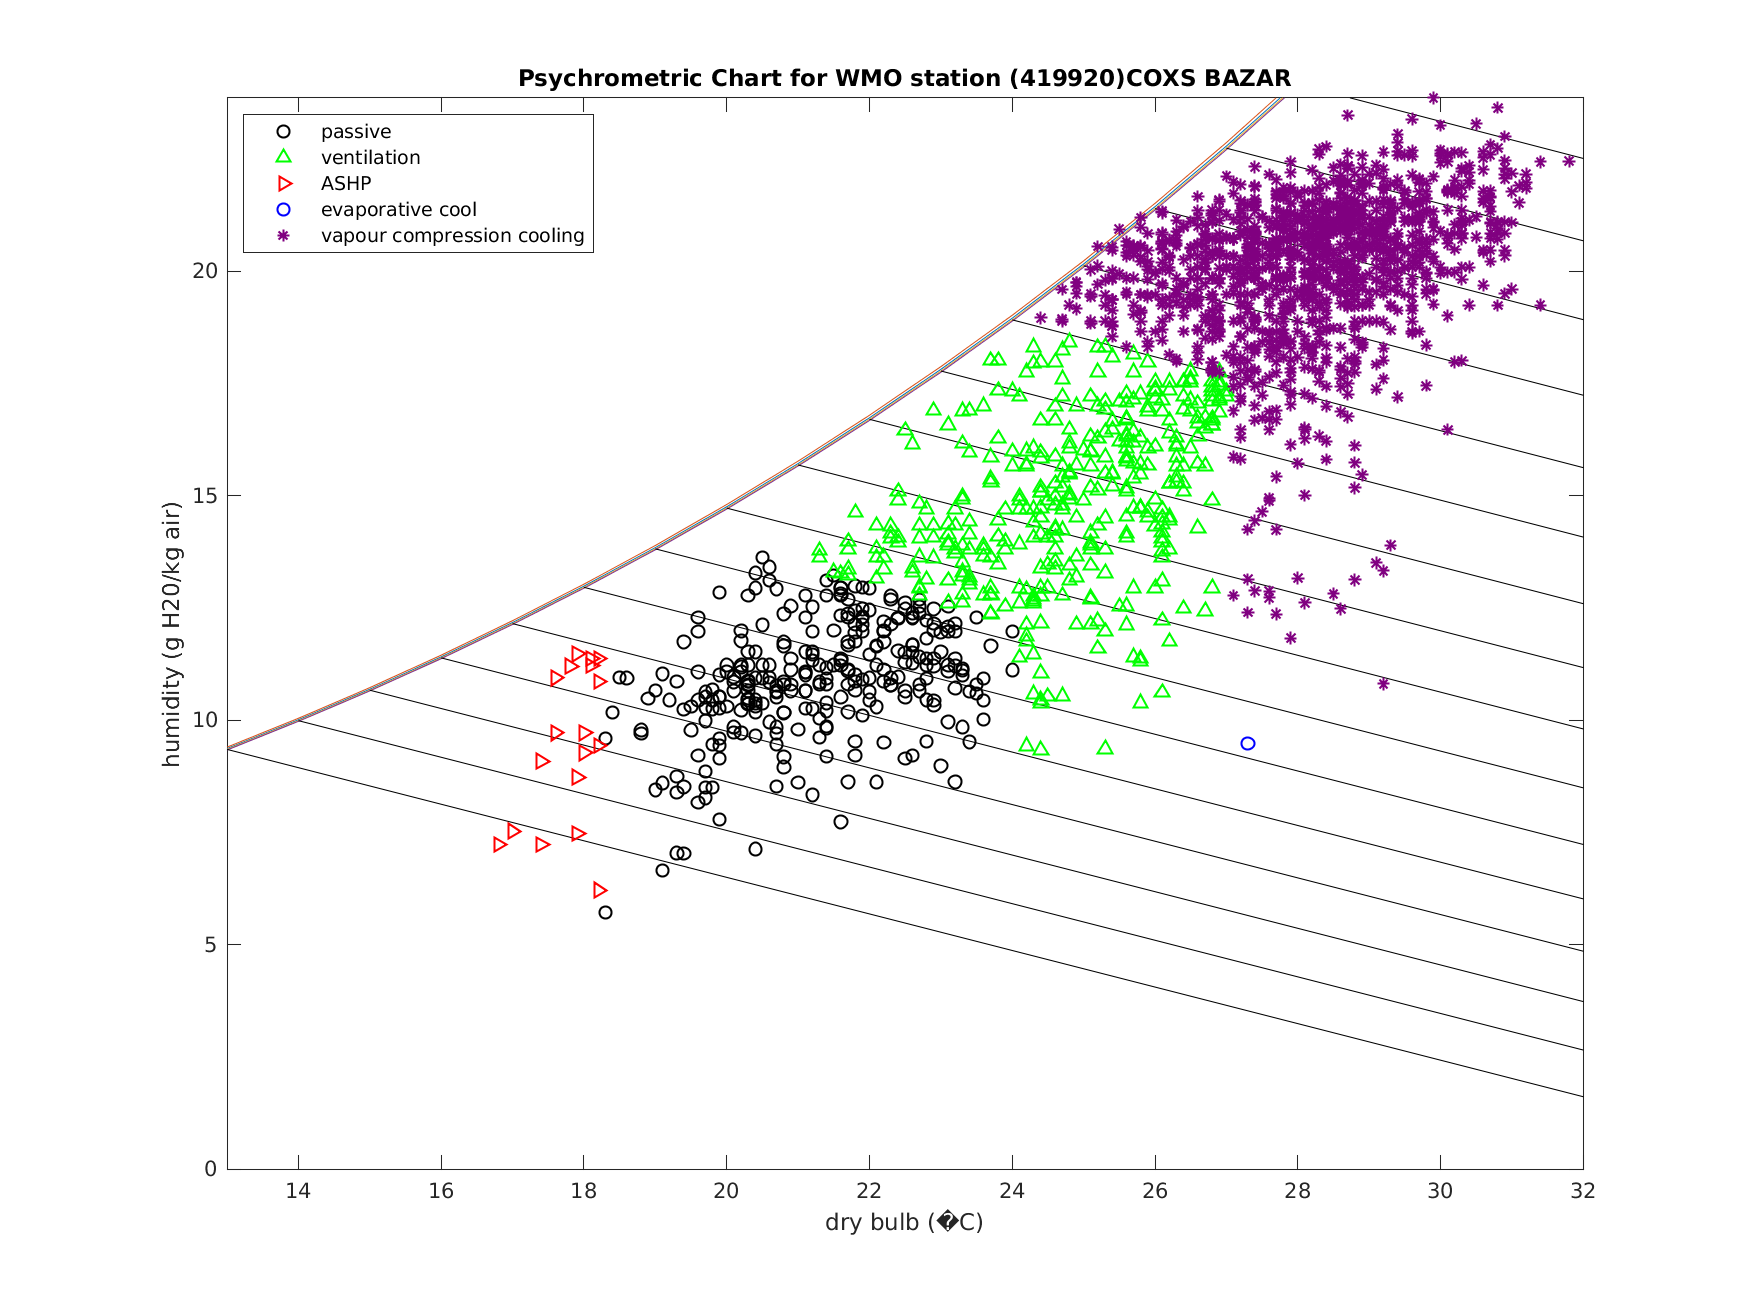 Psychrometric Chart for WMO station (419920)COXS BAZAR
passive
ventilation
ASHP
evaporative cool
vapour compression cooling
humidity (g H20/kg air)
20
15
10
5
0
14 16 18 20 22 24 26 28 30 32
dry bulb (�C)